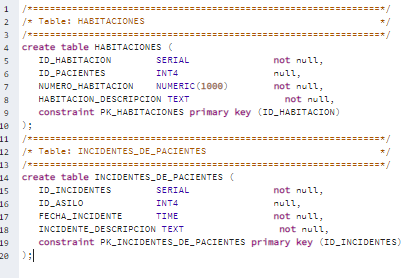 1 /*==============================================================*/
2 /* Table: HABITACIONES */
3 /*==============================================================*/
4 create table HABITACIONES (
5 ID_HABITACION SERIAL not null,
6 ID_PACIENTES INT4 null,
7 NUMERO_HABITACION NUMERIC(1000) not null,
8 HABITACION_DESCRIPCION TEXT not null,
9 constraint PK_HABITACIONES primary key (ID_HABITACION)
10 );
11 /*==============================================================*/
12 /* Table: INCIDENTES_DE_PACIENTES */
13 /*==============================================================*/
14 create table INCIDENTES_DE_PACIENTES (
15 ID_INCIDENTES SERIAL not null,
16 ID_ASILO INT4 null,
17 FECHA_INCIDENTE TIME not null,
18 INCIDENTE_DESCRIPCION TEXT not null,
19 constraint PK_INCIDENTES_DE_PACIENTES primary key (ID_INCIDENTES)
20 );